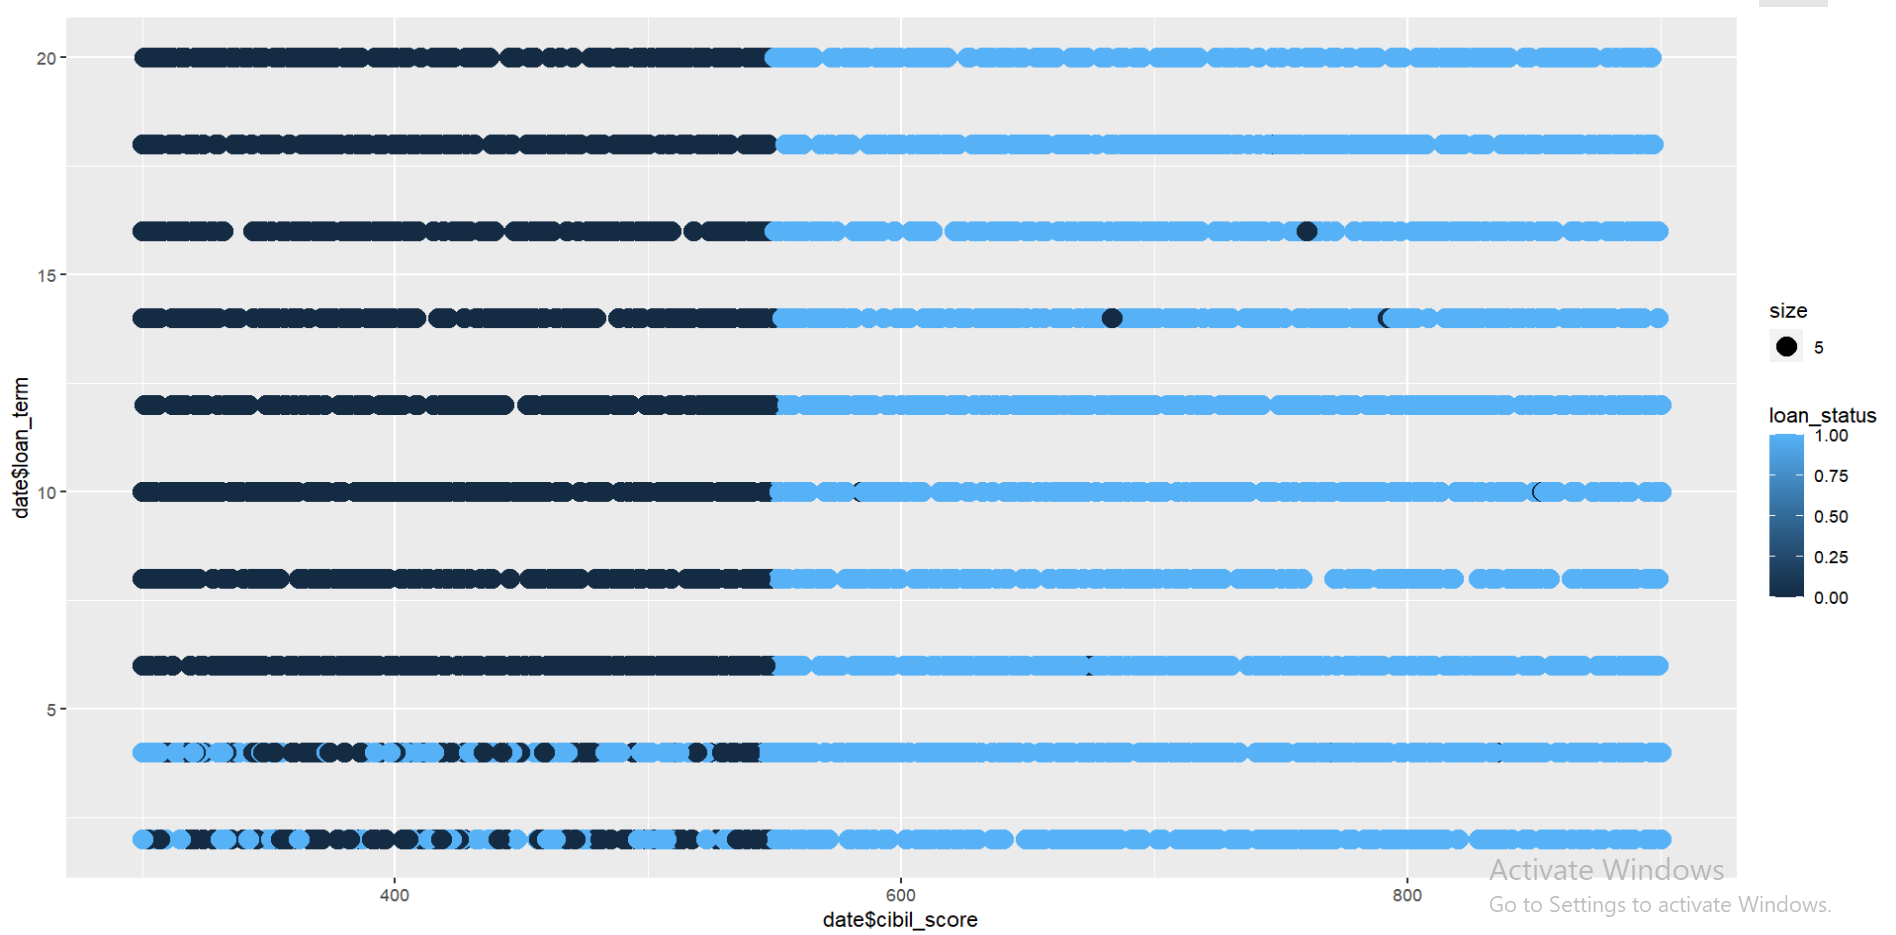 20
15
10
5
date$loan_term
400
600
800
date$cibil_score
size
5
loan_status
1.00
0.75
0.50
0.25
0.00
Activate Windows
Go to Settings to activate Windows.